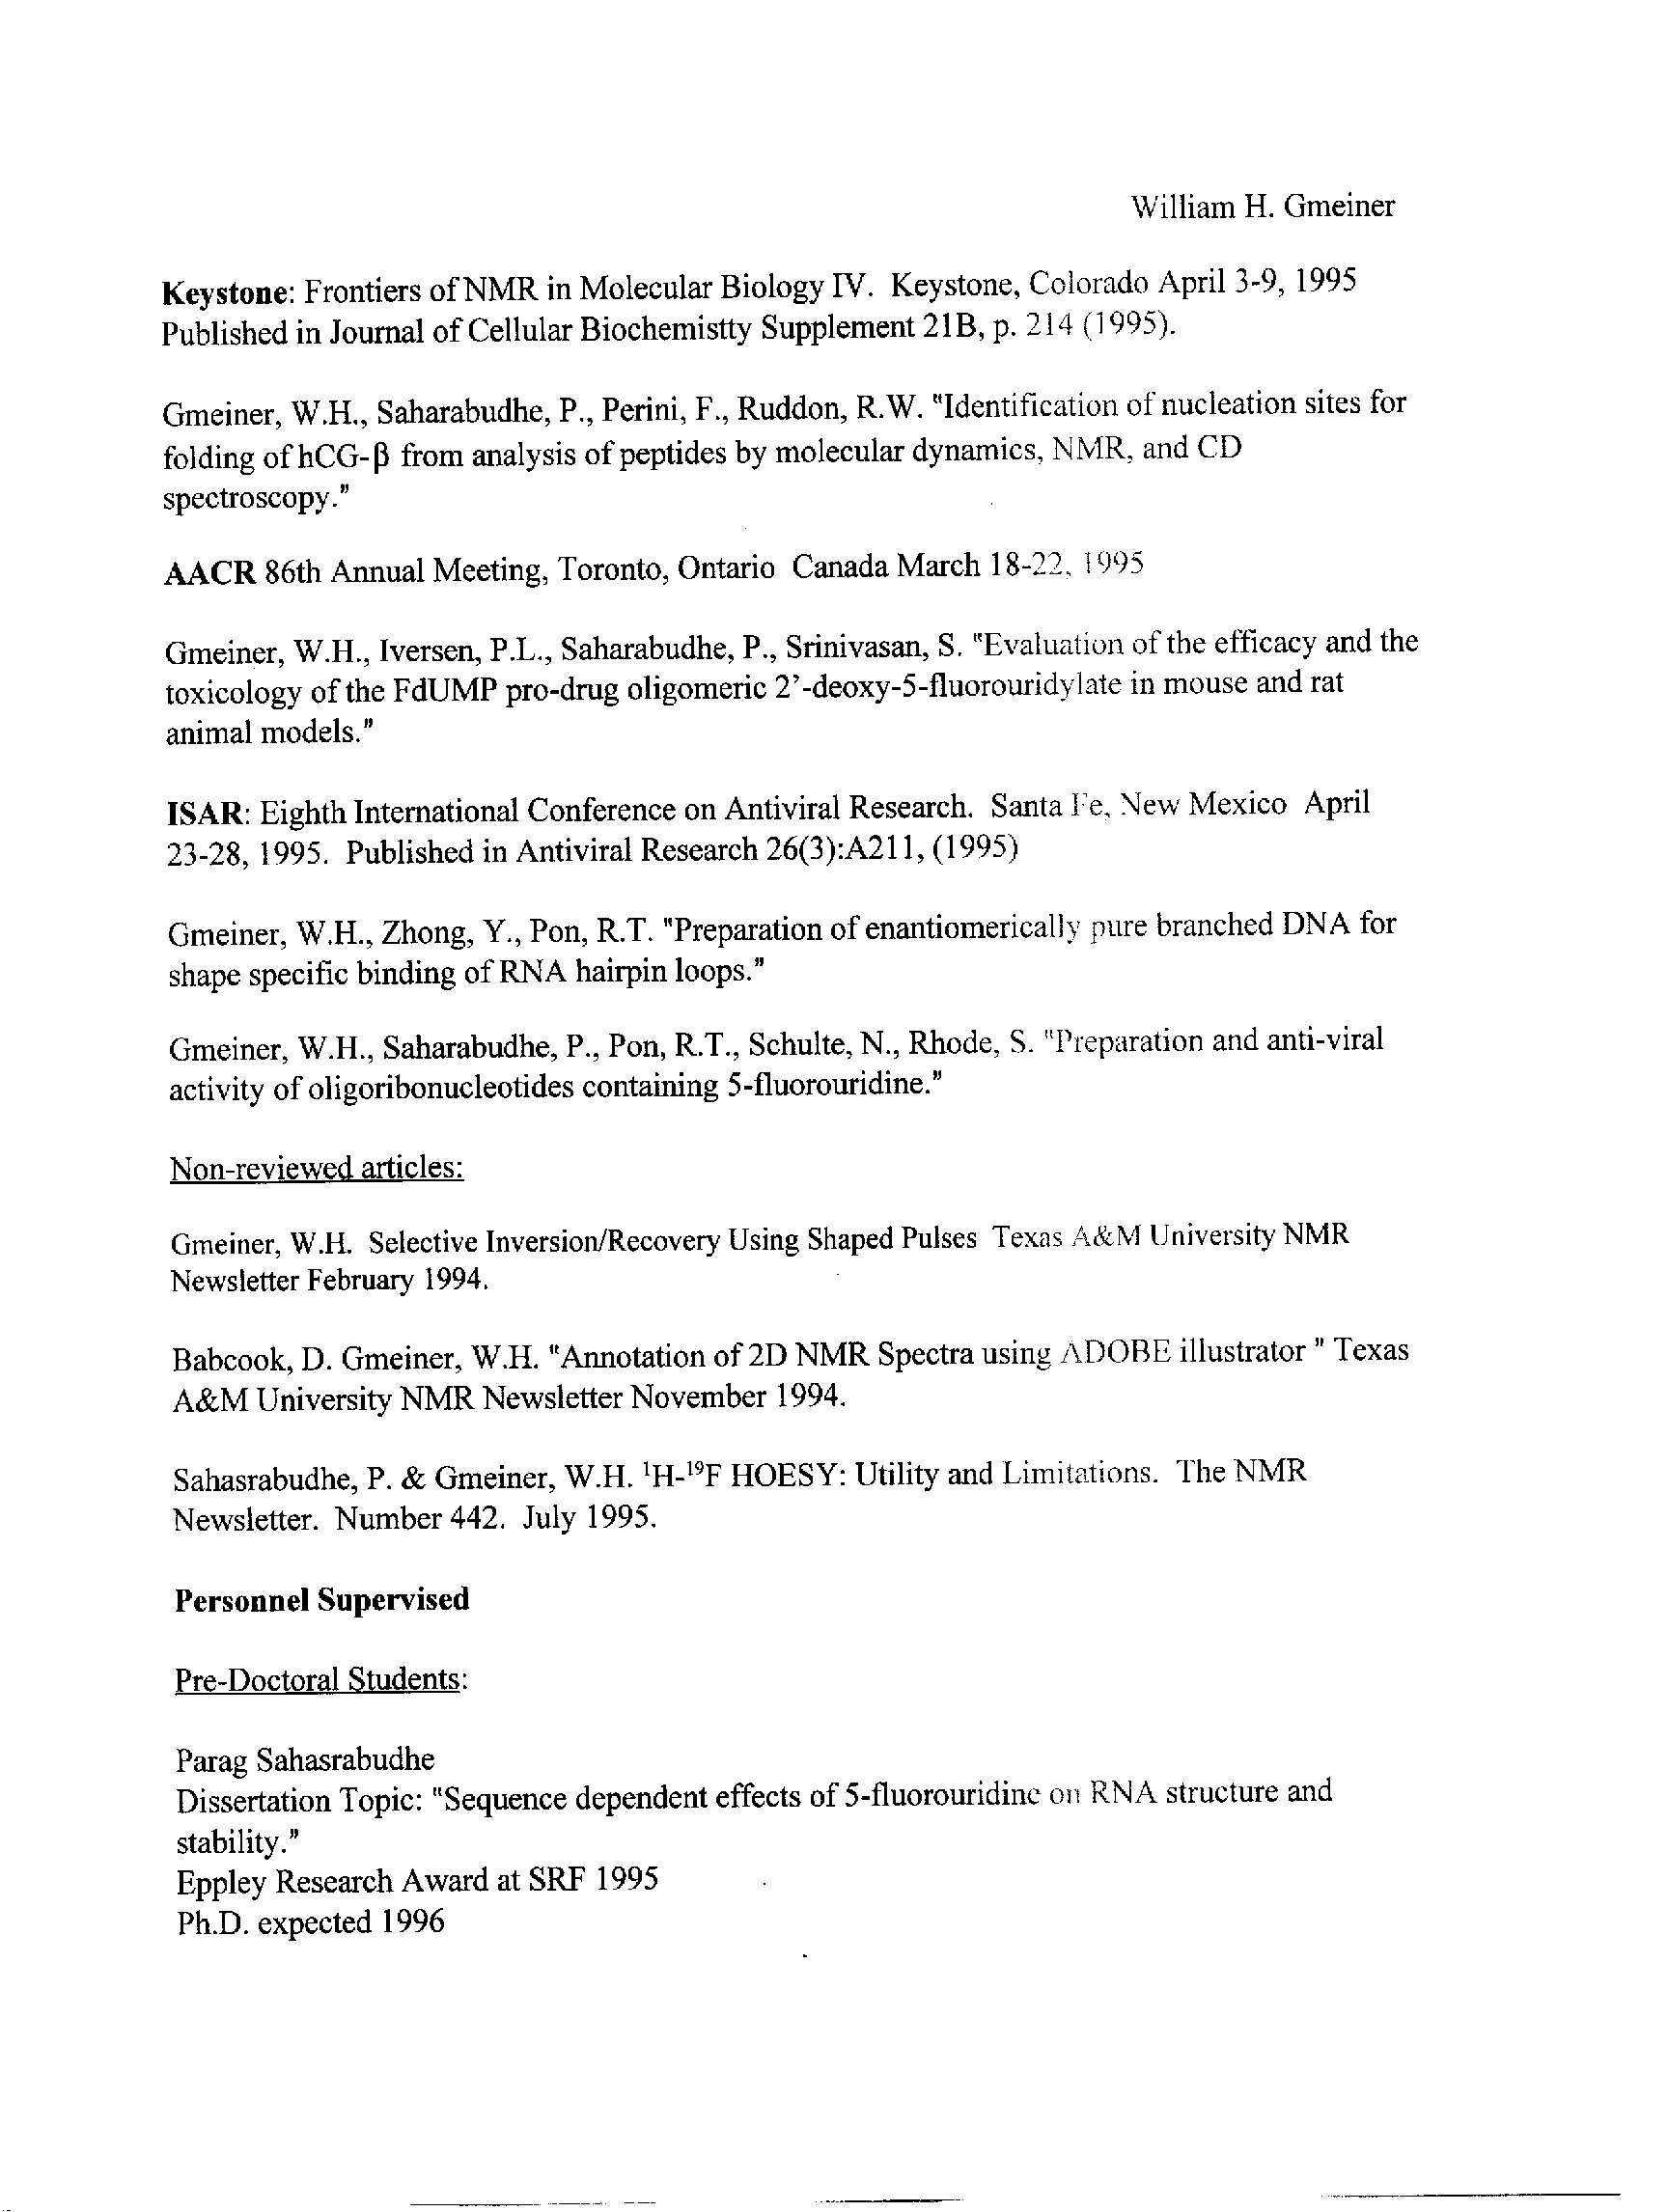 William H. Gmeiner
Keystone: Frontiers of NMR in Molecular Biology IV. Keystone, Colorado April 3-9, 1995
Published in Journal of Cellular Biochemistty Supplement 21B, p. 214 (1995).
Gmeiner, W.H., Saharabudhe, P., Perini, F., Ruddon, R.W. "Identification of nucleation sites for
folding of hCG-β from analysis of peptides by molecular dynamics, NMR, and CD
spectroscopy."
AACR 86th Annual Meeting, Toronto, Ontario Canada March 18-22, 1995
Gmeiner, W.H., Iversen, P.L., Saharabudhe, P., Srinivasan, S. "Evaluation of the efficacy and the
toxicology of the FdUMP pro-drug oligomeric 2'-deoxy-5-fluorouridylate in mouse and rat
animal models."
ISAR: Eighth International Conference on Antiviral Research. Santa Fe, New Mexico April
23-28, 1995. Published in Antiviral Research 26(3):A211, (1995)
Gmeiner, W.H., Zhong, Y., Pon, R.T. "Preparation of enantiomerically pure branched DNA for
shape specific binding of RNA hairpin loops."
Gmeiner, W.H., Saharabudhe, P., Pon, R.T., Schulte, N., Rhode, S. "Preparation and anti-viral
activity of oligoribonucleotides containing 5-fluorouridine."
Non-reviewed articles:
Gmeiner, W.H. Selective Inversion/Recovery Using Shaped Pulses Texas A&M University NMR
Newsletter February 1994.
Babcook, D. Gmeiner, W.H. "Annotation of 2D NMR Spectra using ADOBE illustrator " Texas
A&M University NMR Newsletter November 1994.
Sahasrabudhe, P. & Gmeiner, W.H. ¹H-¹⁹F HOESY: Utility and Limitations. The NMR
Newsletter. Number 442. July 1995.
Personnel Supervised
Pre-Doctoral Students:
Parag Sahasrabudhe
Dissertation Topic: "Sequence dependent effects of 5-fluorouridine on RNA structure and
stability."
Eppley Research Award at SRF 1995
Ph.D. expected 1996